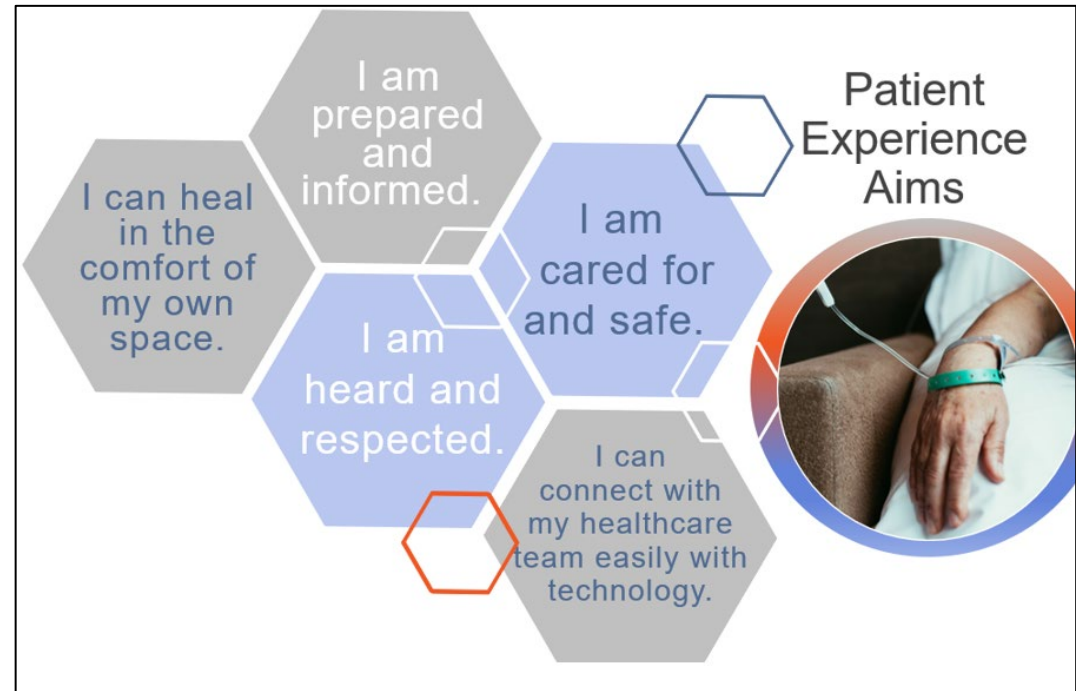 Patient
Experience
Aims
I am
prepared
and
informed.
I can heal
in the
comfort of
my own
space.
I am
cared for
and safe.
I am
heard and
respected.
I can
connect with
my healthcare
team easily with
technology.